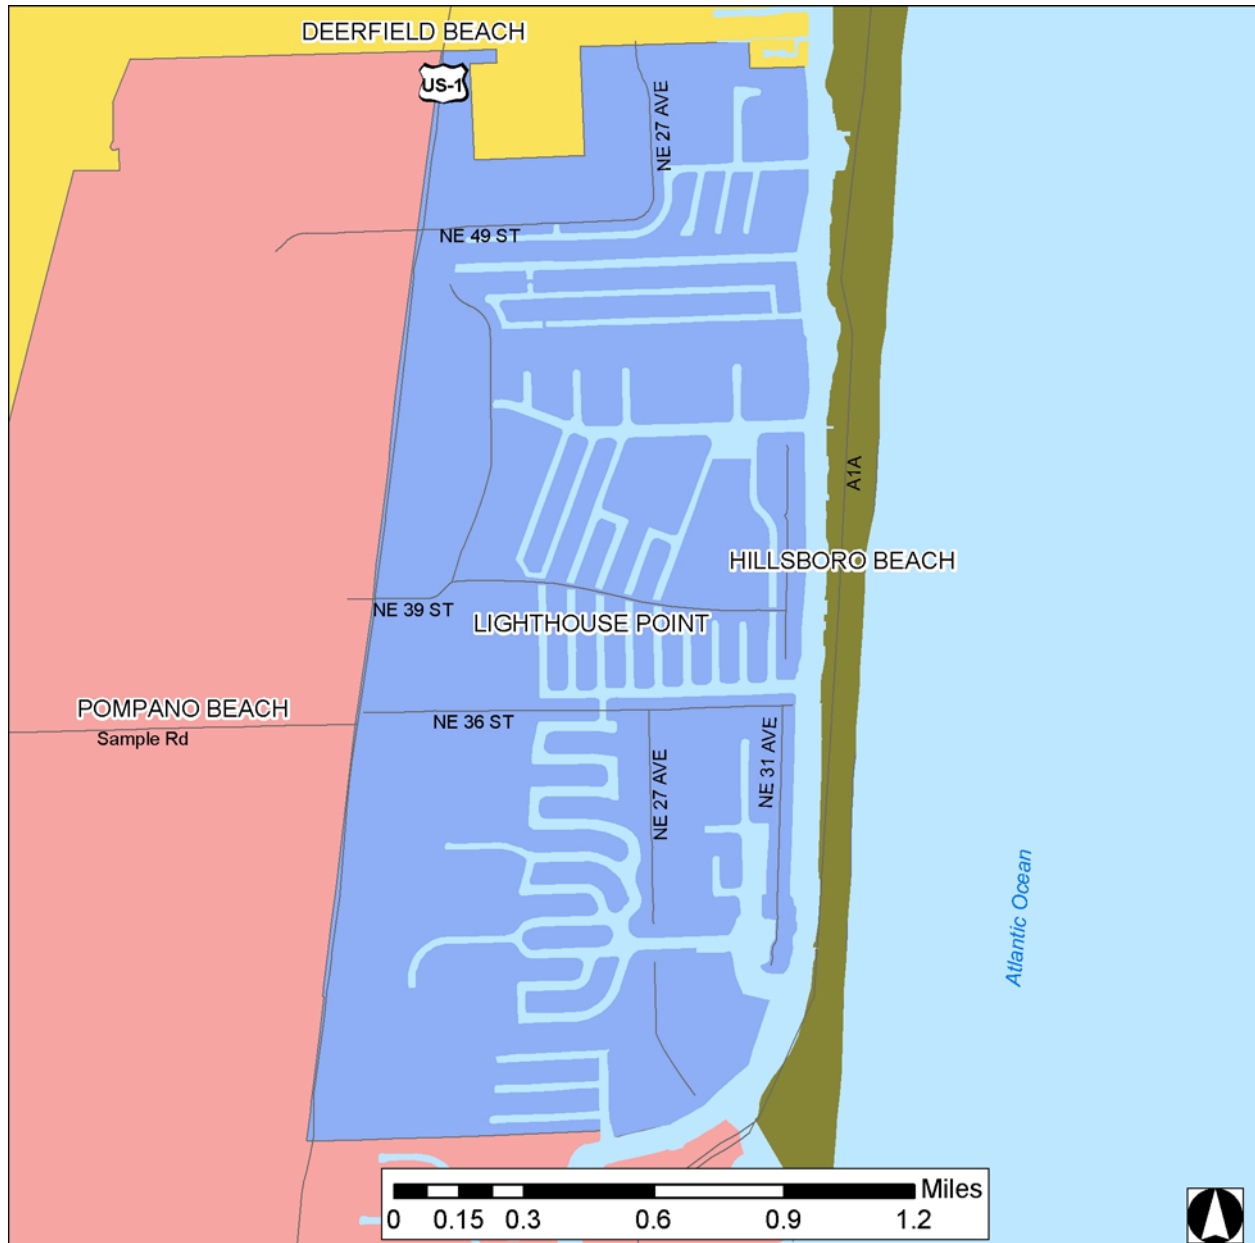 DEERFIELD BEACH
US-1
NE 27 AVE
NE 49 ST
A1A
HILLSBORO BEACH
NE 39 ST
LIGHTHOUSE POINT
POMPANO BEACH
Sample Rd
NE 36 ST
NE 27 AVE
NE 31 AVE
Atlantic Ocean
Miles
0 0.15 0.3 0.6 0.9 1.2